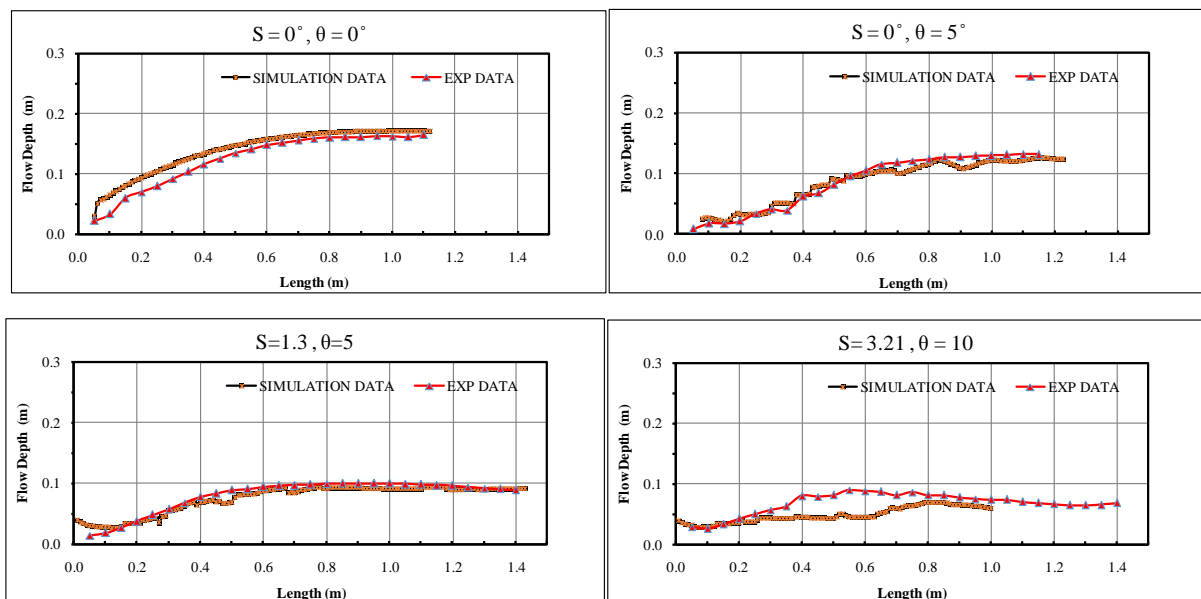 S = 0˚, θ = 0˚
0.3
SIMULATION DATA EXP DATA
0.2
0.1
0.0
Flow Depth (m)
0.0 0.2 0.4 0.6 0.8 1.0 1.2 1.4
Length (m)
S = 0˚, θ = 5˚
0.3
SIMULATION DATA EXP DATA
0.2
0.1
0.0
Flow Depth (m)
0.0 0.2 0.4 0.6 0.8 1.0 1.2 1.4
Length (m)
S=1.3 , θ=5
0.3
SIMULATION DATA EXP DATA
0.2
0.1
0.0
Flow Depth (m)
0.0 0.2 0.4 0.6 0.8 1.0 1.2 1.4
Length (m)
S= 3.21 , θ = 10
0.3
SIMULATION DATA EXP DATA
0.2
0.1
0.0
Flow Depth (m)
0.0 0.2 0.4 0.6 0.8 1.0 1.2 1.4
Length (m)